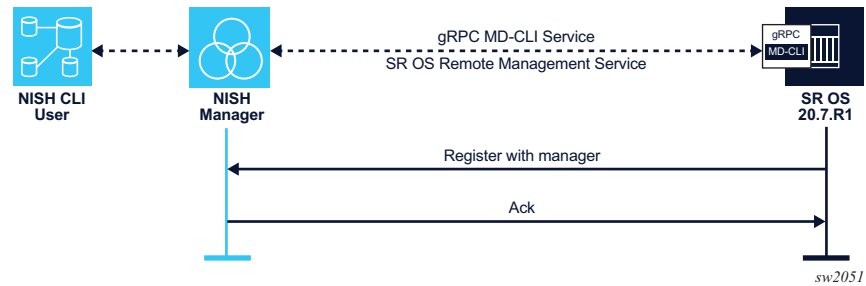 gRPC MD-CLI Service
SR OS Remote Management Service
gRPC
MD-CLI
NISH CLI
User
NISH
Manager
SR OS
20.7.R1
Register with manager
Ack
sw2051